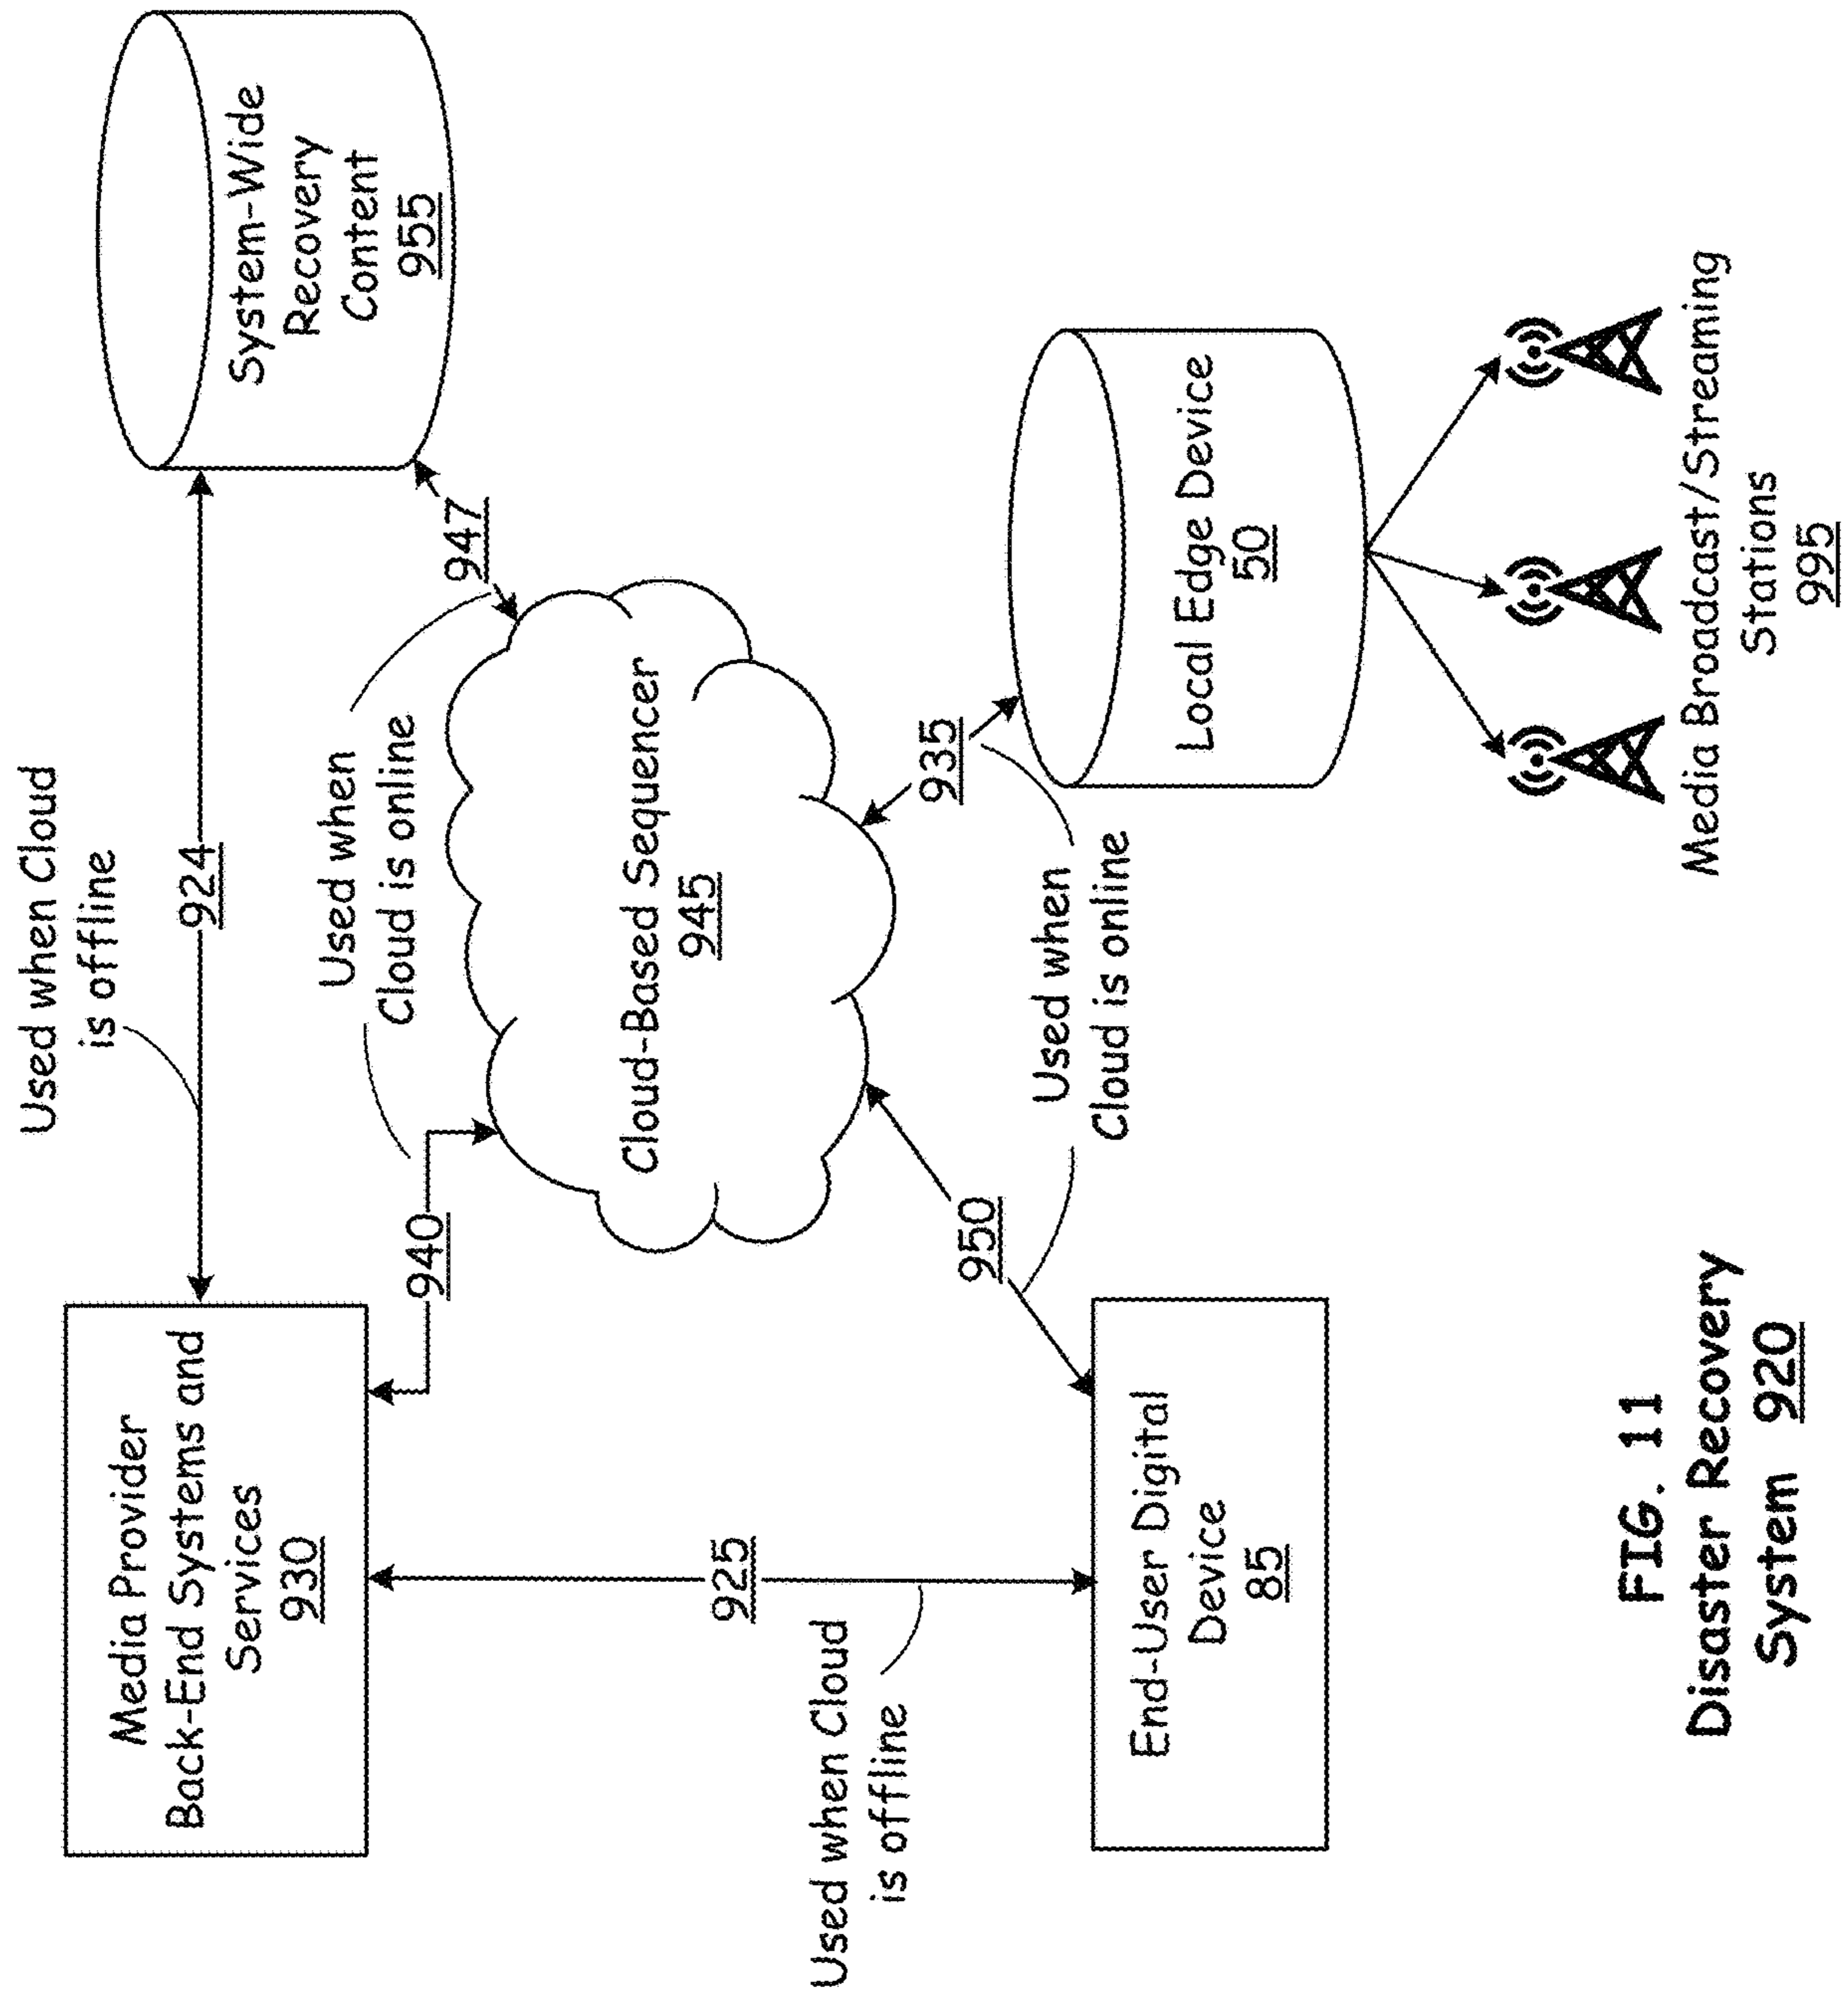 Used when Cloud
is offline
924
Media Provider
Back-End Systems and
Services
930
System-Wide
Recovery
Content
955
940
Used when
Cloud is online
947
Cloud-Based Sequencer
945
925
Used when Cloud
is offline
950
935
Used when
Cloud is online
End-User Digital
Device
85
Local Edge Device
50
Media Broadcast/Streaming
Stations
995
FIG. 11
Disaster Recovery
System 920